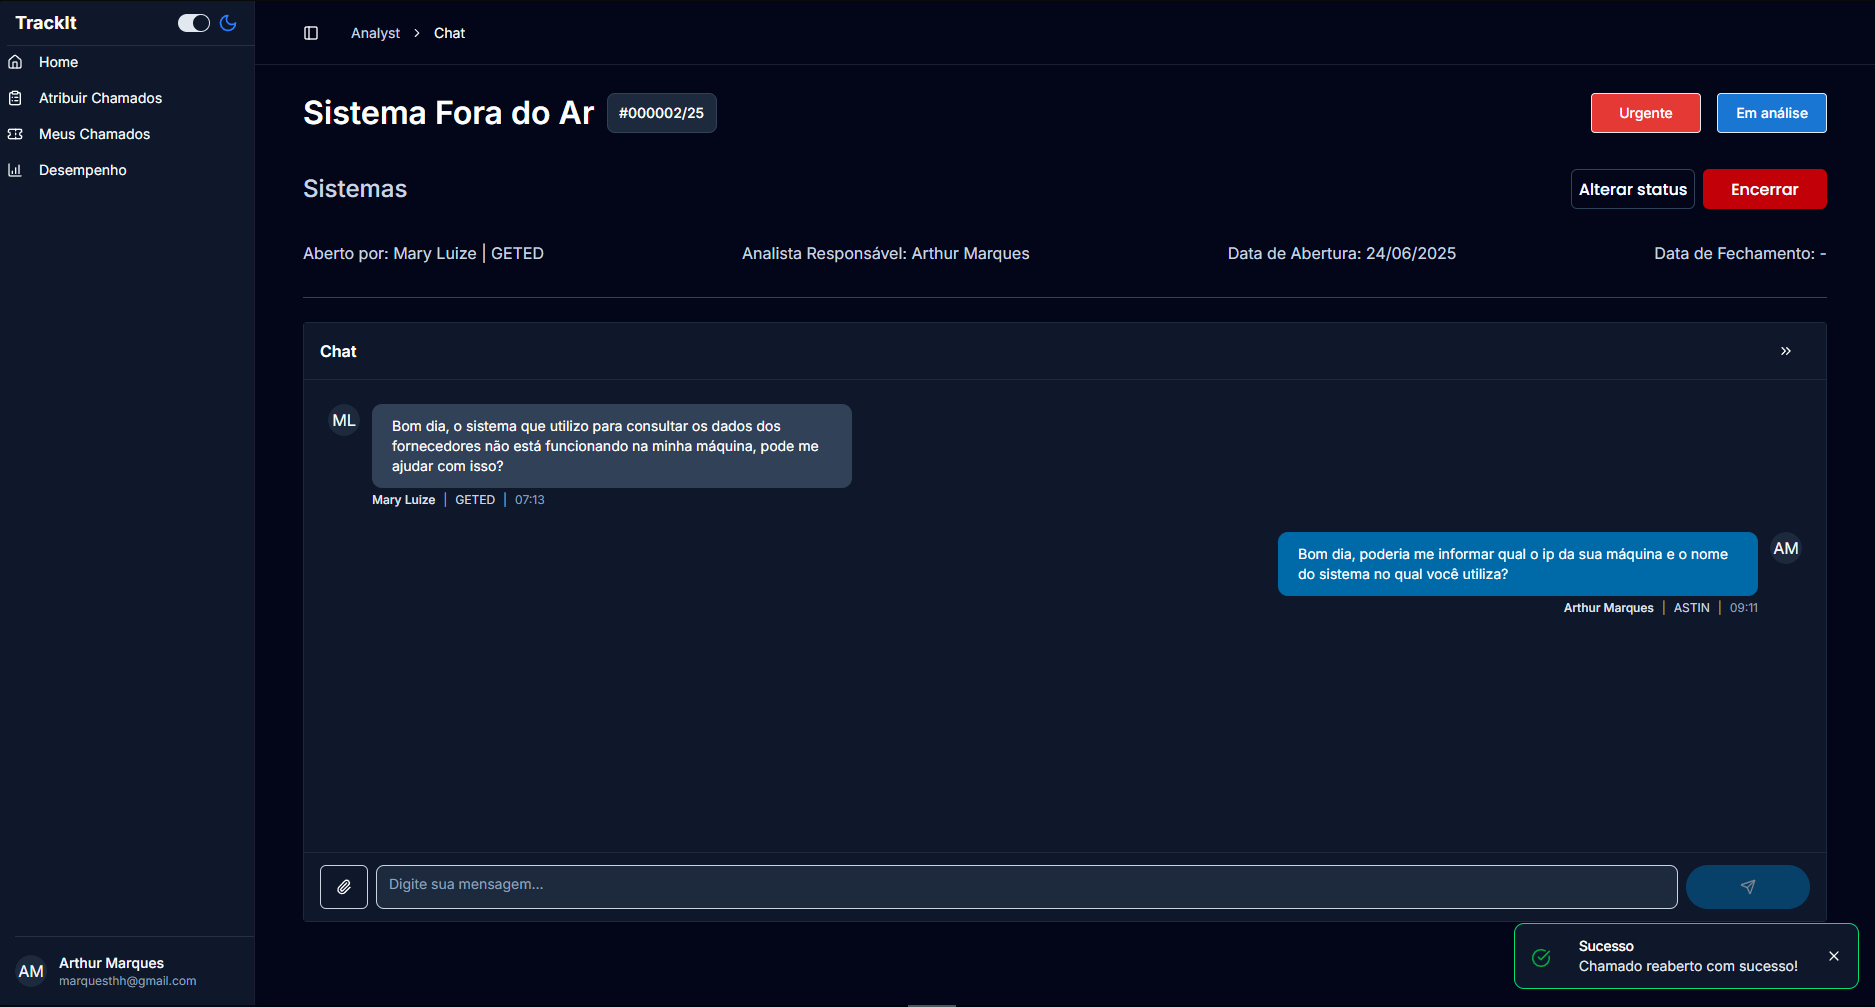 TrackIt
Home
Atribuir Chamados
Meus Chamados
Desempenho
Analyst > Chat
Sistema Fora do Ar #000002/25
Urgente Em análise
Sistemas
Alterar status Encerrar
Aberto por: Mary Luize | GETED Analista Responsável: Arthur Marques Data de Abertura: 24/06/2025 Data de Fechamento: -
Chat
ML
Bom dia, o sistema que utilizo para consultar os dados dos
fornecedores não está funcionando na minha máquina, pode me
ajudar com isso?
Mary Luize | GETED | 07:13
AM
Bom dia, poderia me informar qual o ip da sua máquina e o nome
do sistema no qual você utiliza?
Arthur Marques | ASTIN | 09:11
Digite sua mensagem...
AM
Arthur Marques
marquesthh@gmail.com
Sucesso
Chamado reaberto com sucesso!